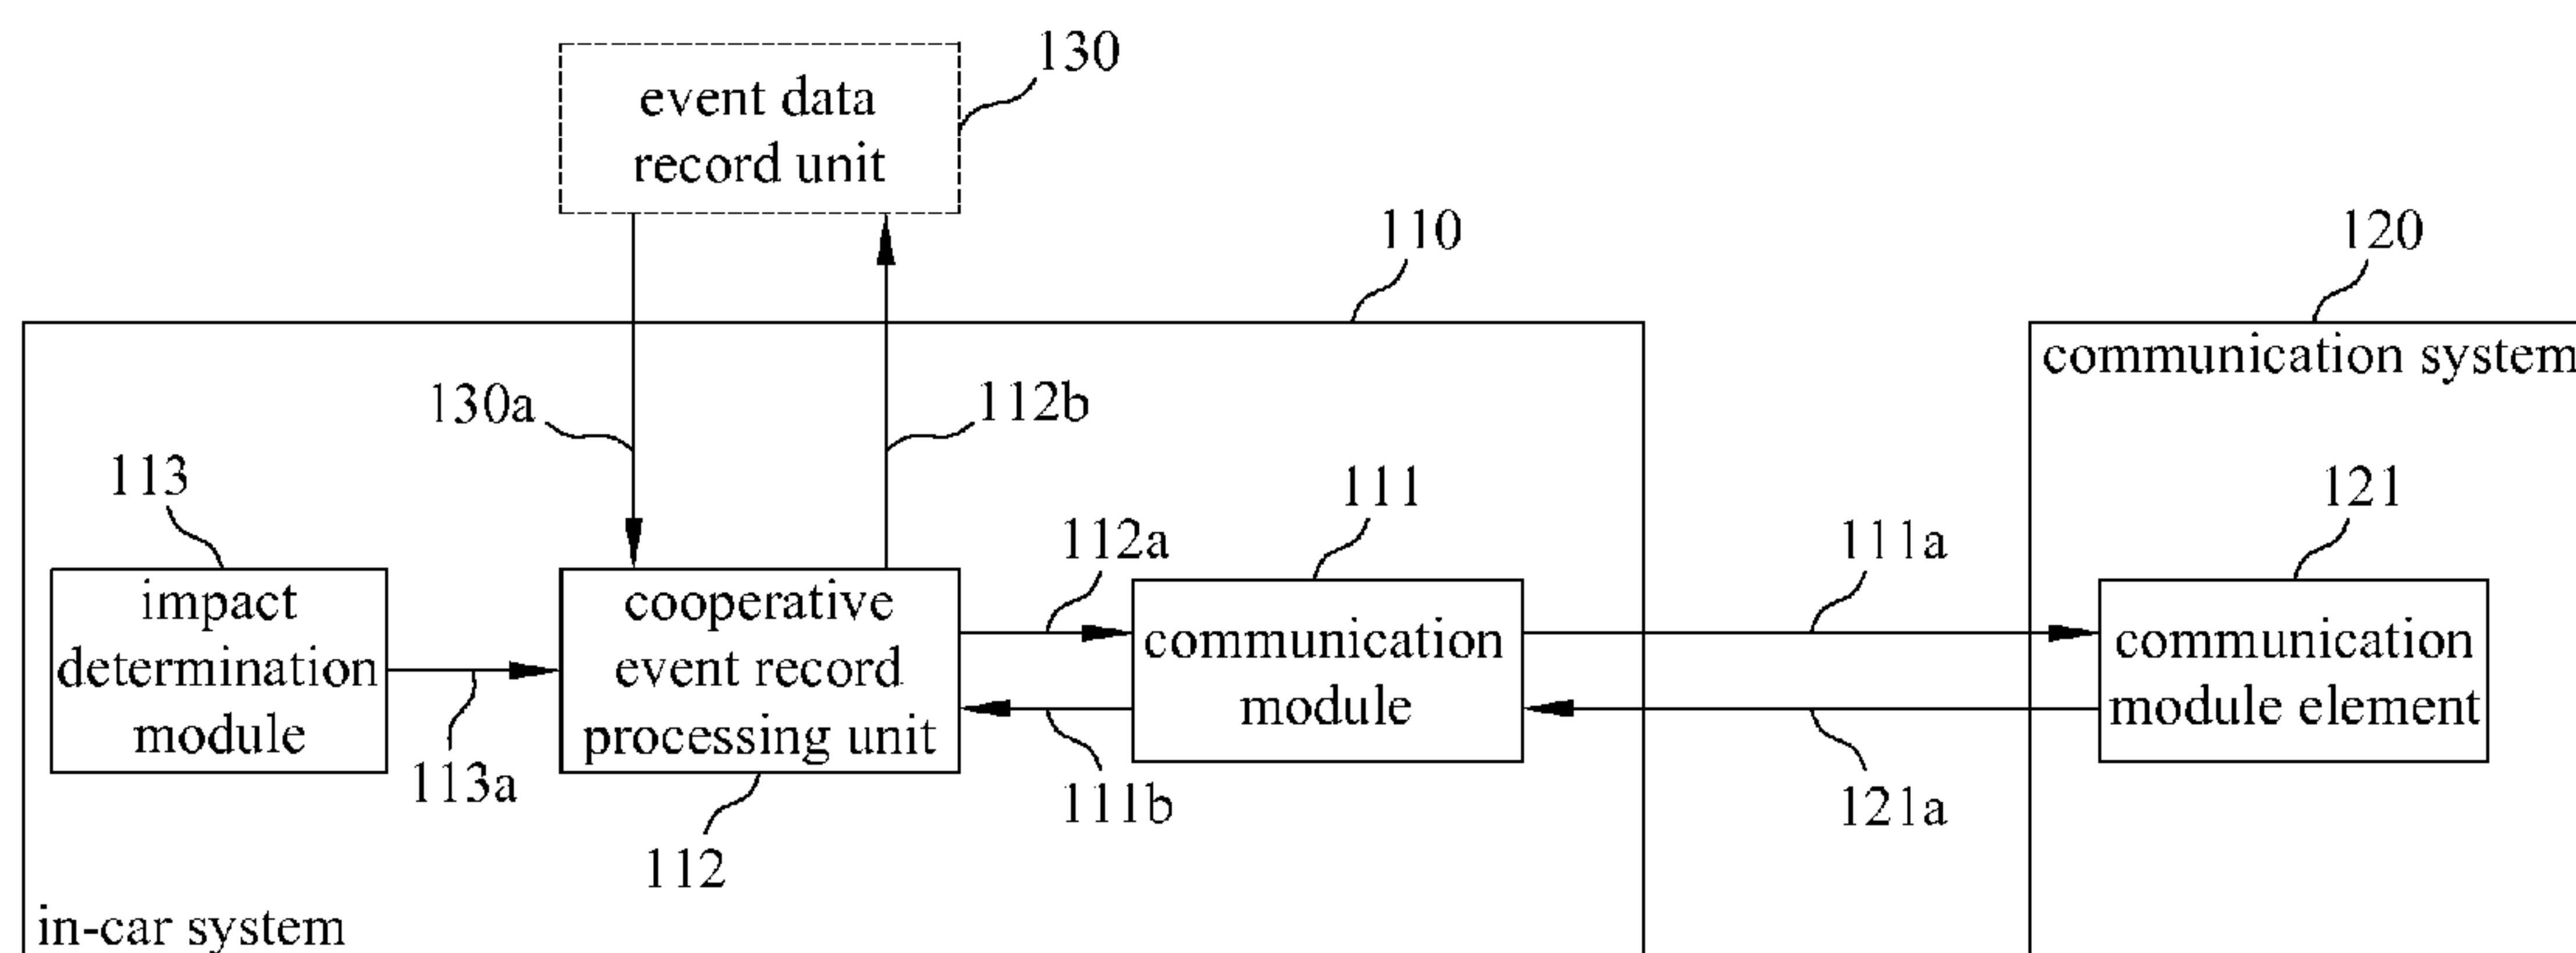 130
event data
record unit
110
120
communication system
130a
112b
113
111
121
112a
111a
impact
determination
module
cooperative
event record
processing unit
communication
module
communication
module element
113a
111b
121a
112
in-car system